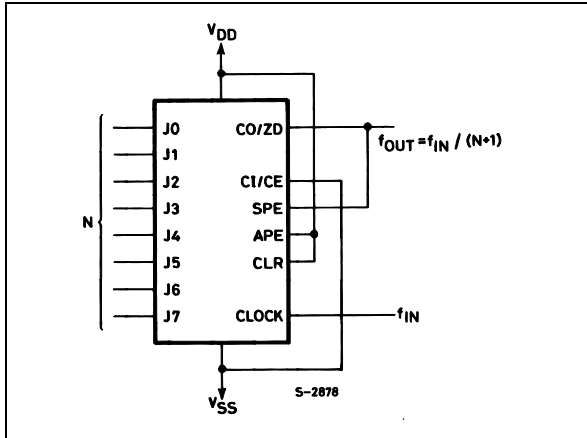 VDD
J0 CO/ZD
fOUT = fIN / (N+1)
J1
J2 CI/CE
J3 SPE
N
J4 APE
J5 CLR
J6
J7 CLOCK fIN
S-2878
VSS